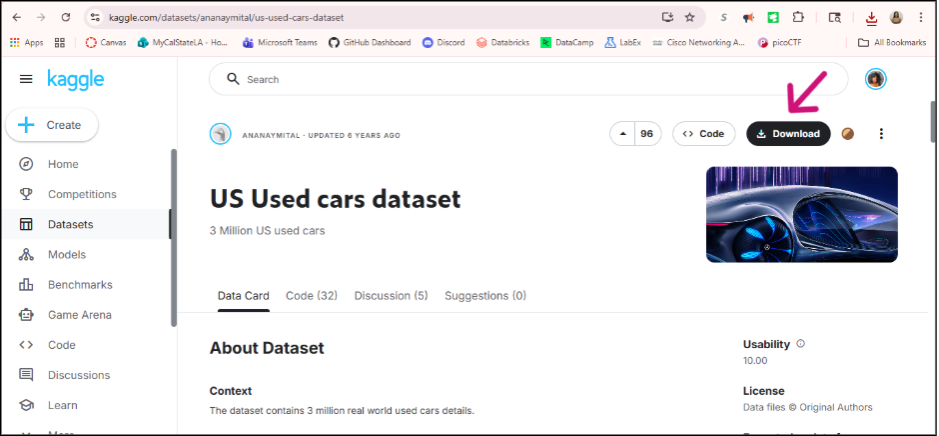 kaggle.com/datasets/ananaymital/us-used-cars-dataset
Apps Canvas MyCalStateLA - Ho... Microsoft Teams GitHub Dashboard Discord Databricks DataCamp LabEx Cisco Networking A... picoCTF All Bookmarks
kaggle
Search
Create
ANANAYMITAL · UPDATED 6 YEARS AGO
96
<> Code
Download
Home
Competitions
Datasets
Models
Benchmarks
Game Arena
Code
Discussions
Learn
US Used cars dataset
3 Million US used cars
Data Card Code (32) Discussion (5) Suggestions (0)
About Dataset
Context
The dataset contains 3 million real world used cars details.
Usability
10.00
License
Data files © Original Authors